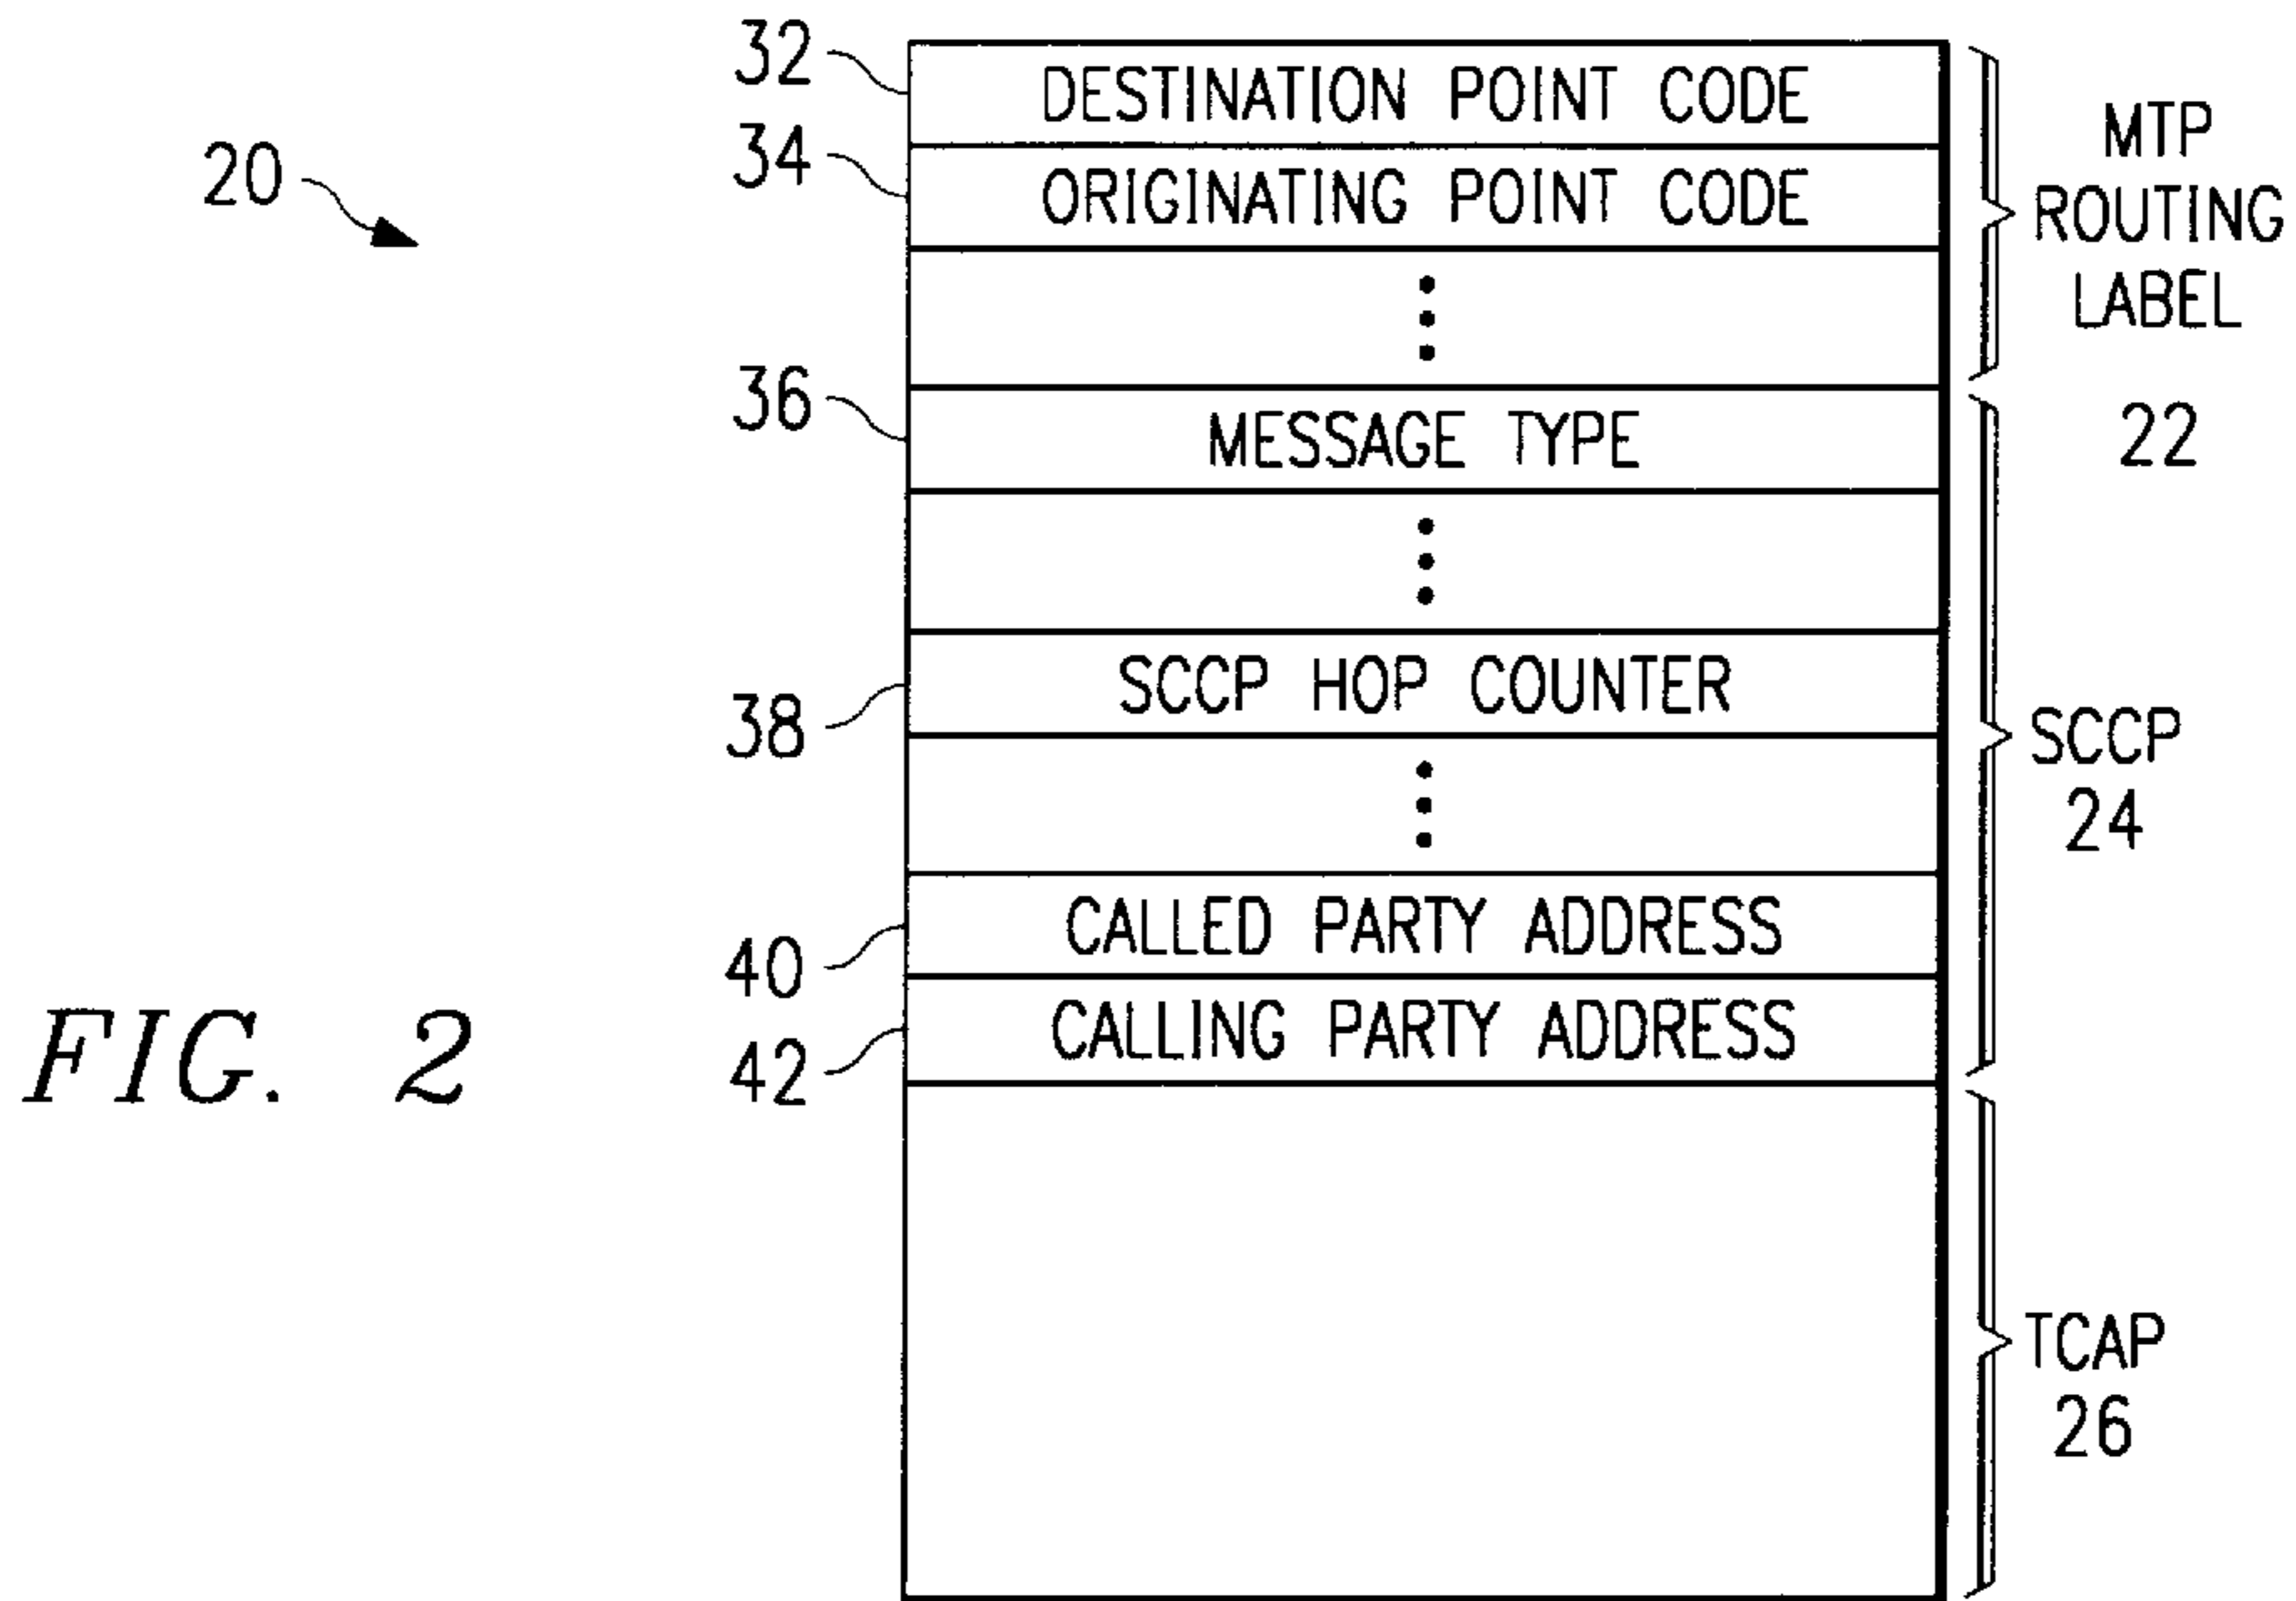 32
DESTINATION POINT CODE
34
ORIGINATING POINT CODE
20
MTP
ROUTING
LABEL
22
36
MESSAGE TYPE
38
SCCP HOP COUNTER
SCCP
24
40
CALLED PARTY ADDRESS
42
CALLING PARTY ADDRESS
FIG. 2
TCAP
26